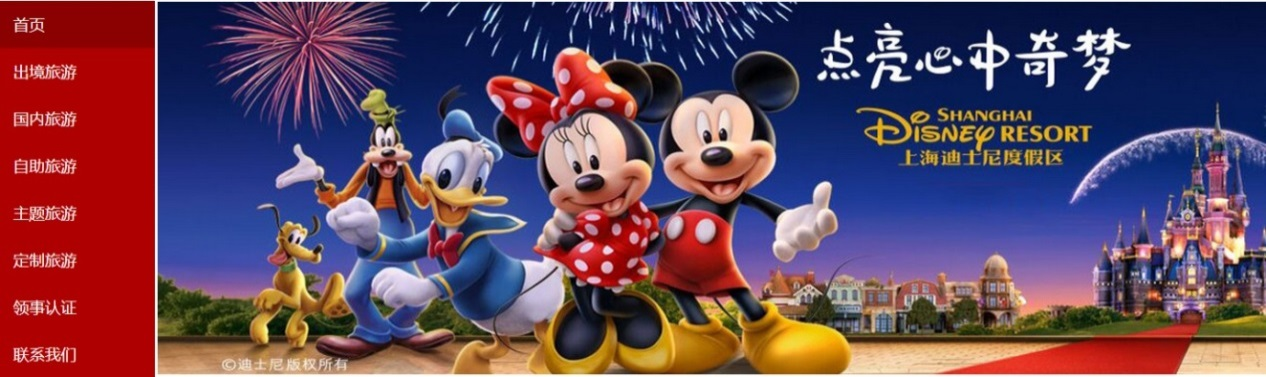 首页
出境旅游
国内旅游
自助旅游
主题旅游
定制旅游
领事认证
联系我们
点亮心中奇梦
SHANGHAI
DISNEY RESORT
上海迪士尼度假区
©迪士尼版权所有